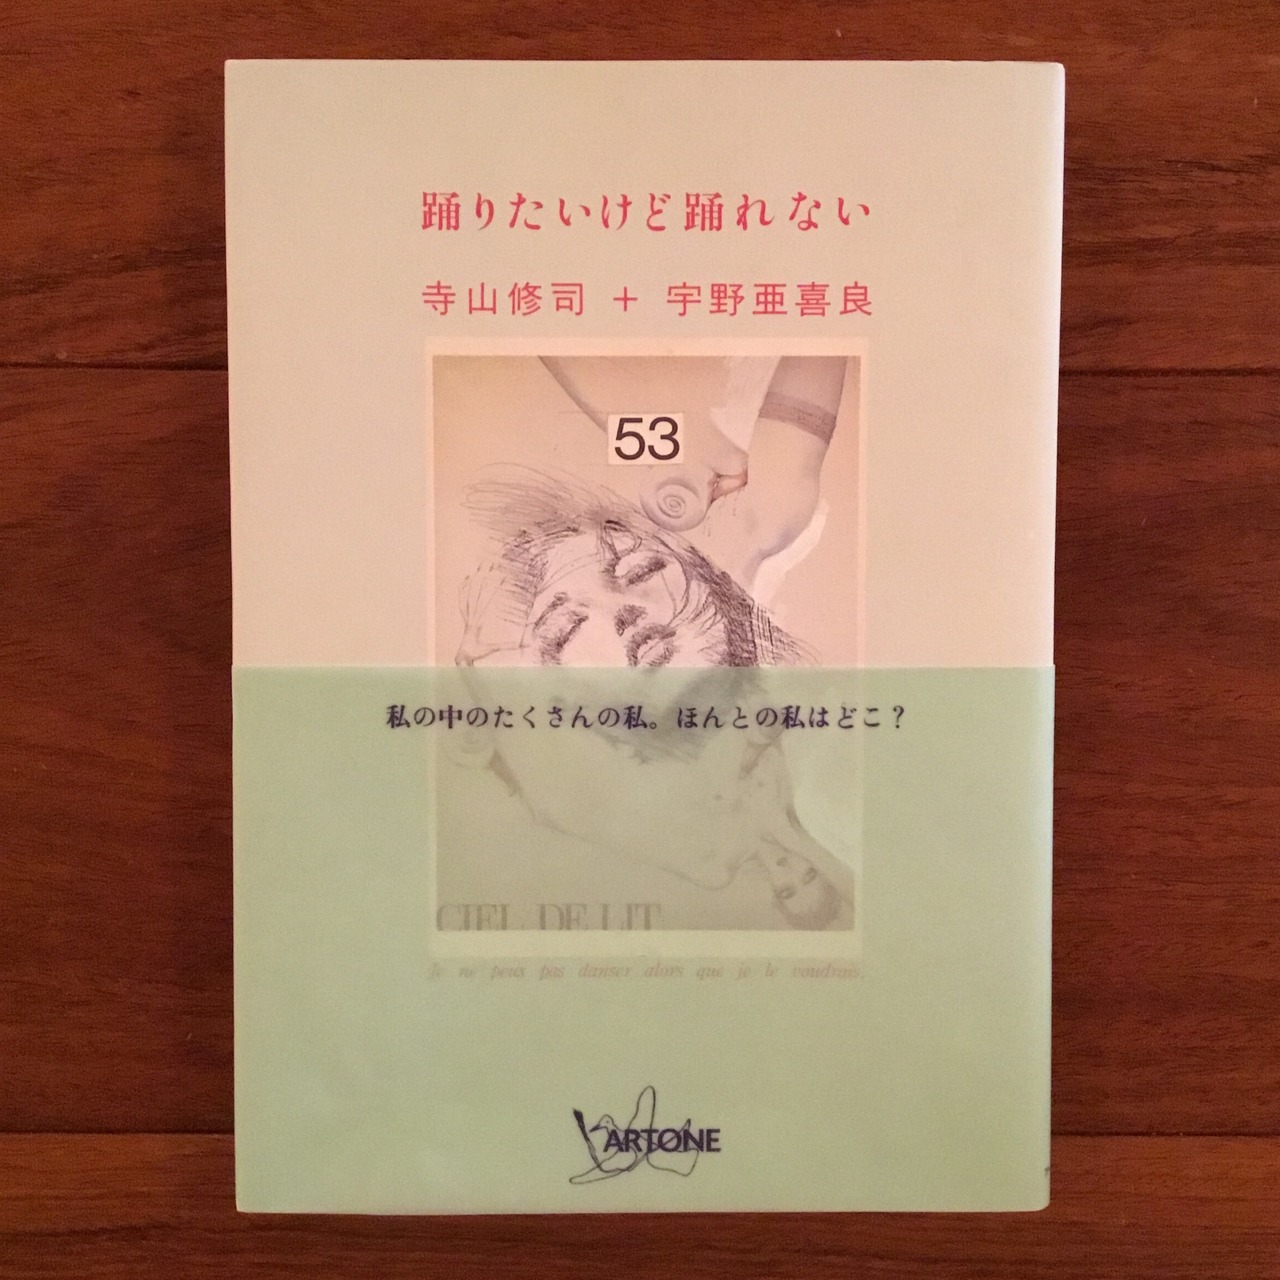 踊りたいけど踊れない
寺山修司 + 宇野亜喜良
53
私の中のたくさんの私。ほんとの私はどこ？
CIEL DE LIT
Je ne peus pas danser alors que je le voudrais.
ARTONE